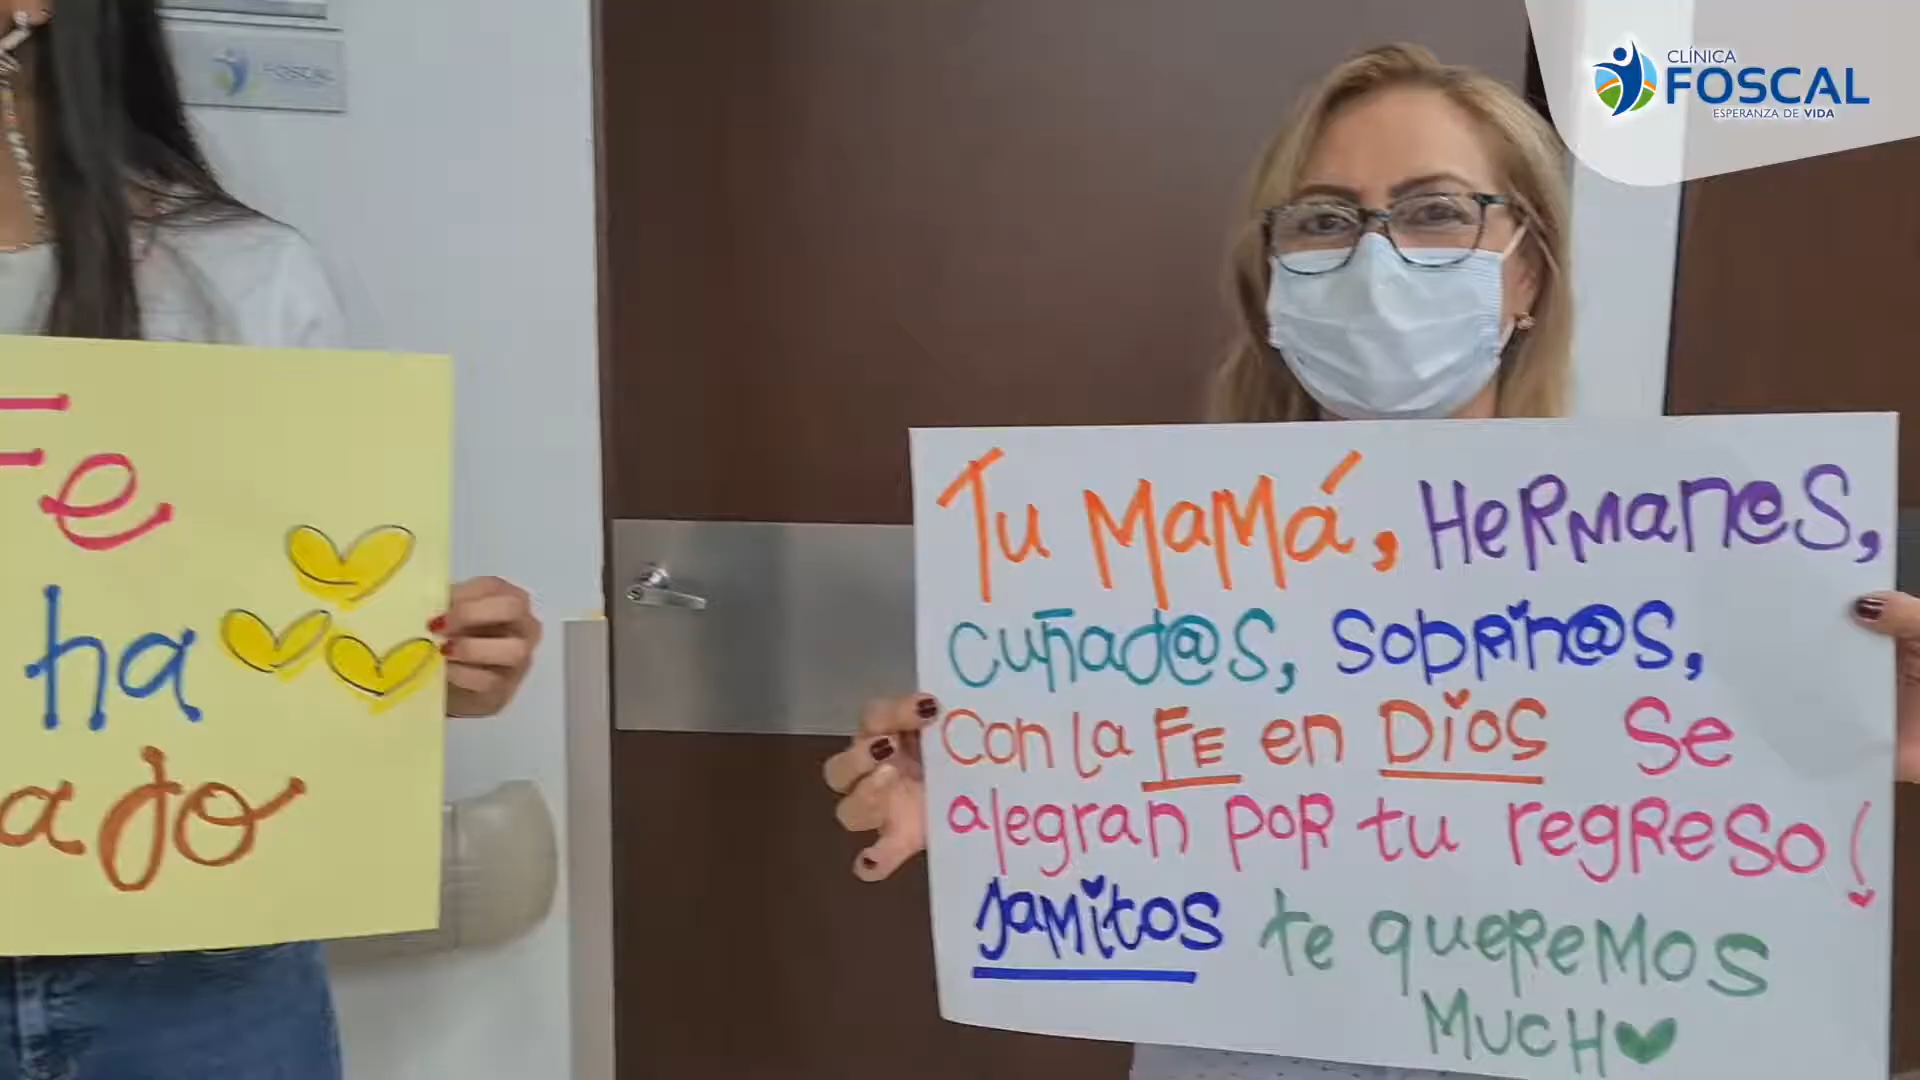 CLÍNICA
FOSCAL
ESPERANZA DE VIDA
FOSCAL
Fe
ha
ajo
Tu MaMá, HeRManos,
cuñad@s, sobrin@s,
con la FE en Dios se
alegran poR tu regReso!
Jamitos te queReMos
MUCH